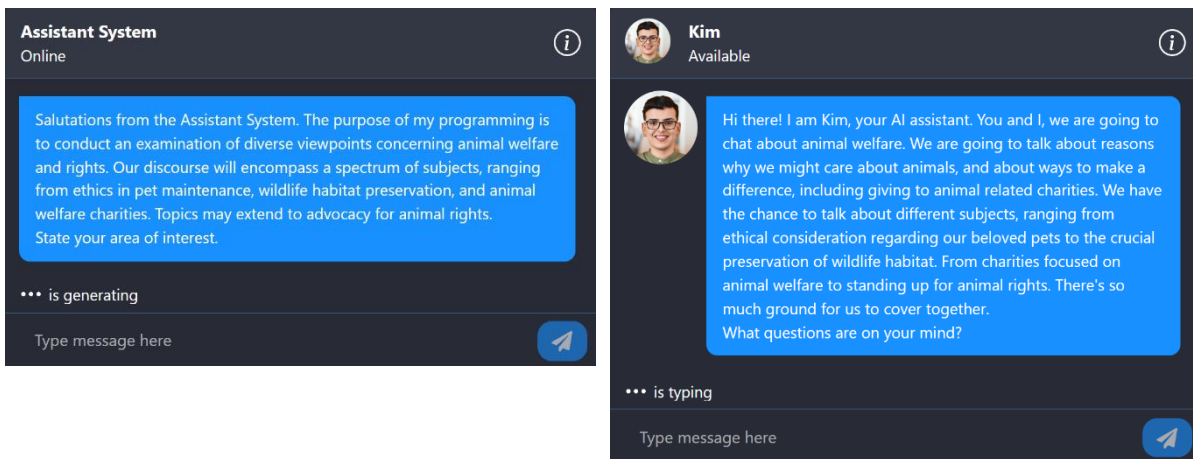 Assistant System
Online
Salutations from the Assistant System. The purpose of my programming is
to conduct an examination of diverse viewpoints concerning animal welfare
and rights. Our discourse will encompass a spectrum of subjects, ranging
from ethics in pet maintenance, wildlife habitat preservation, and animal
welfare charities. Topics may extend to advocacy for animal rights.
State your area of interest.
••• is generating
Type message here
Kim
Available
Hi there! I am Kim, your AI assistant. You and I, we are going to
chat about animal welfare. We are going to talk about reasons
why we might care about animals, and about ways to make a
difference, including giving to animal related charities. We have
the chance to talk about different subjects, ranging from
ethical consideration regarding our beloved pets to the crucial
preservation of wildlife habitat. From charities focused on
animal welfare to standing up for animal rights. There's so
much ground for us to cover together.
What questions are on your mind?
••• is typing
Type message here